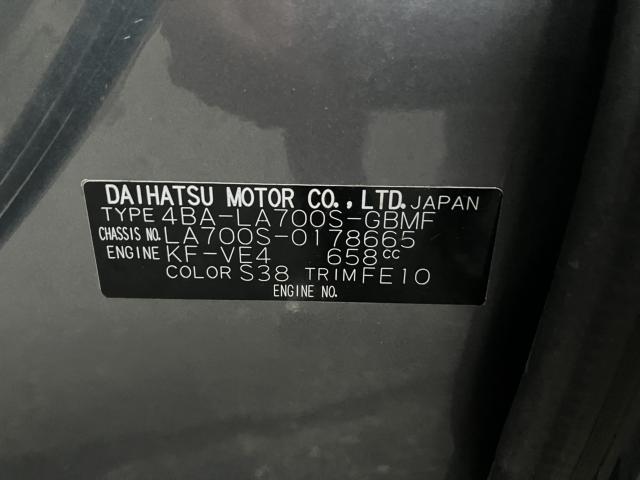 DAIHATSU MOTOR CO.,LTD. JAPAN
TYPE 4BA-LA700S-GBMF
CHASSIS NO. LA700S-0178665
ENGINE KF-VE4 658cc
COLOR S38 TRIM FE10
ENGINE NO.